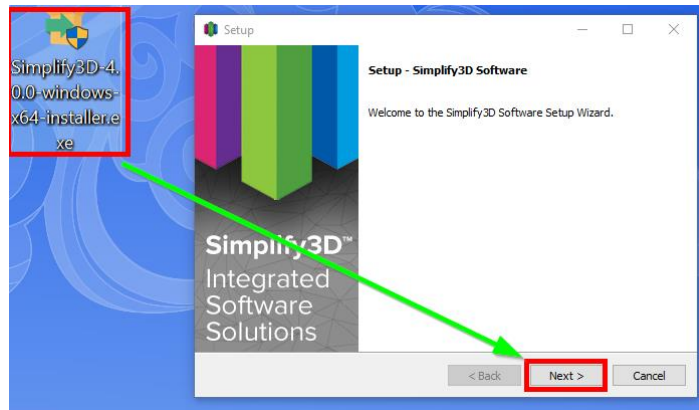 Simplify3D-4.
0.0-windows-
x64-installer.e
xe
Setup
Setup - Simplify3D Software
Welcome to the Simplify3D Software Setup Wizard.
Simplify3D™
Integrated
Software
Solutions
< Back
Next >
Cancel